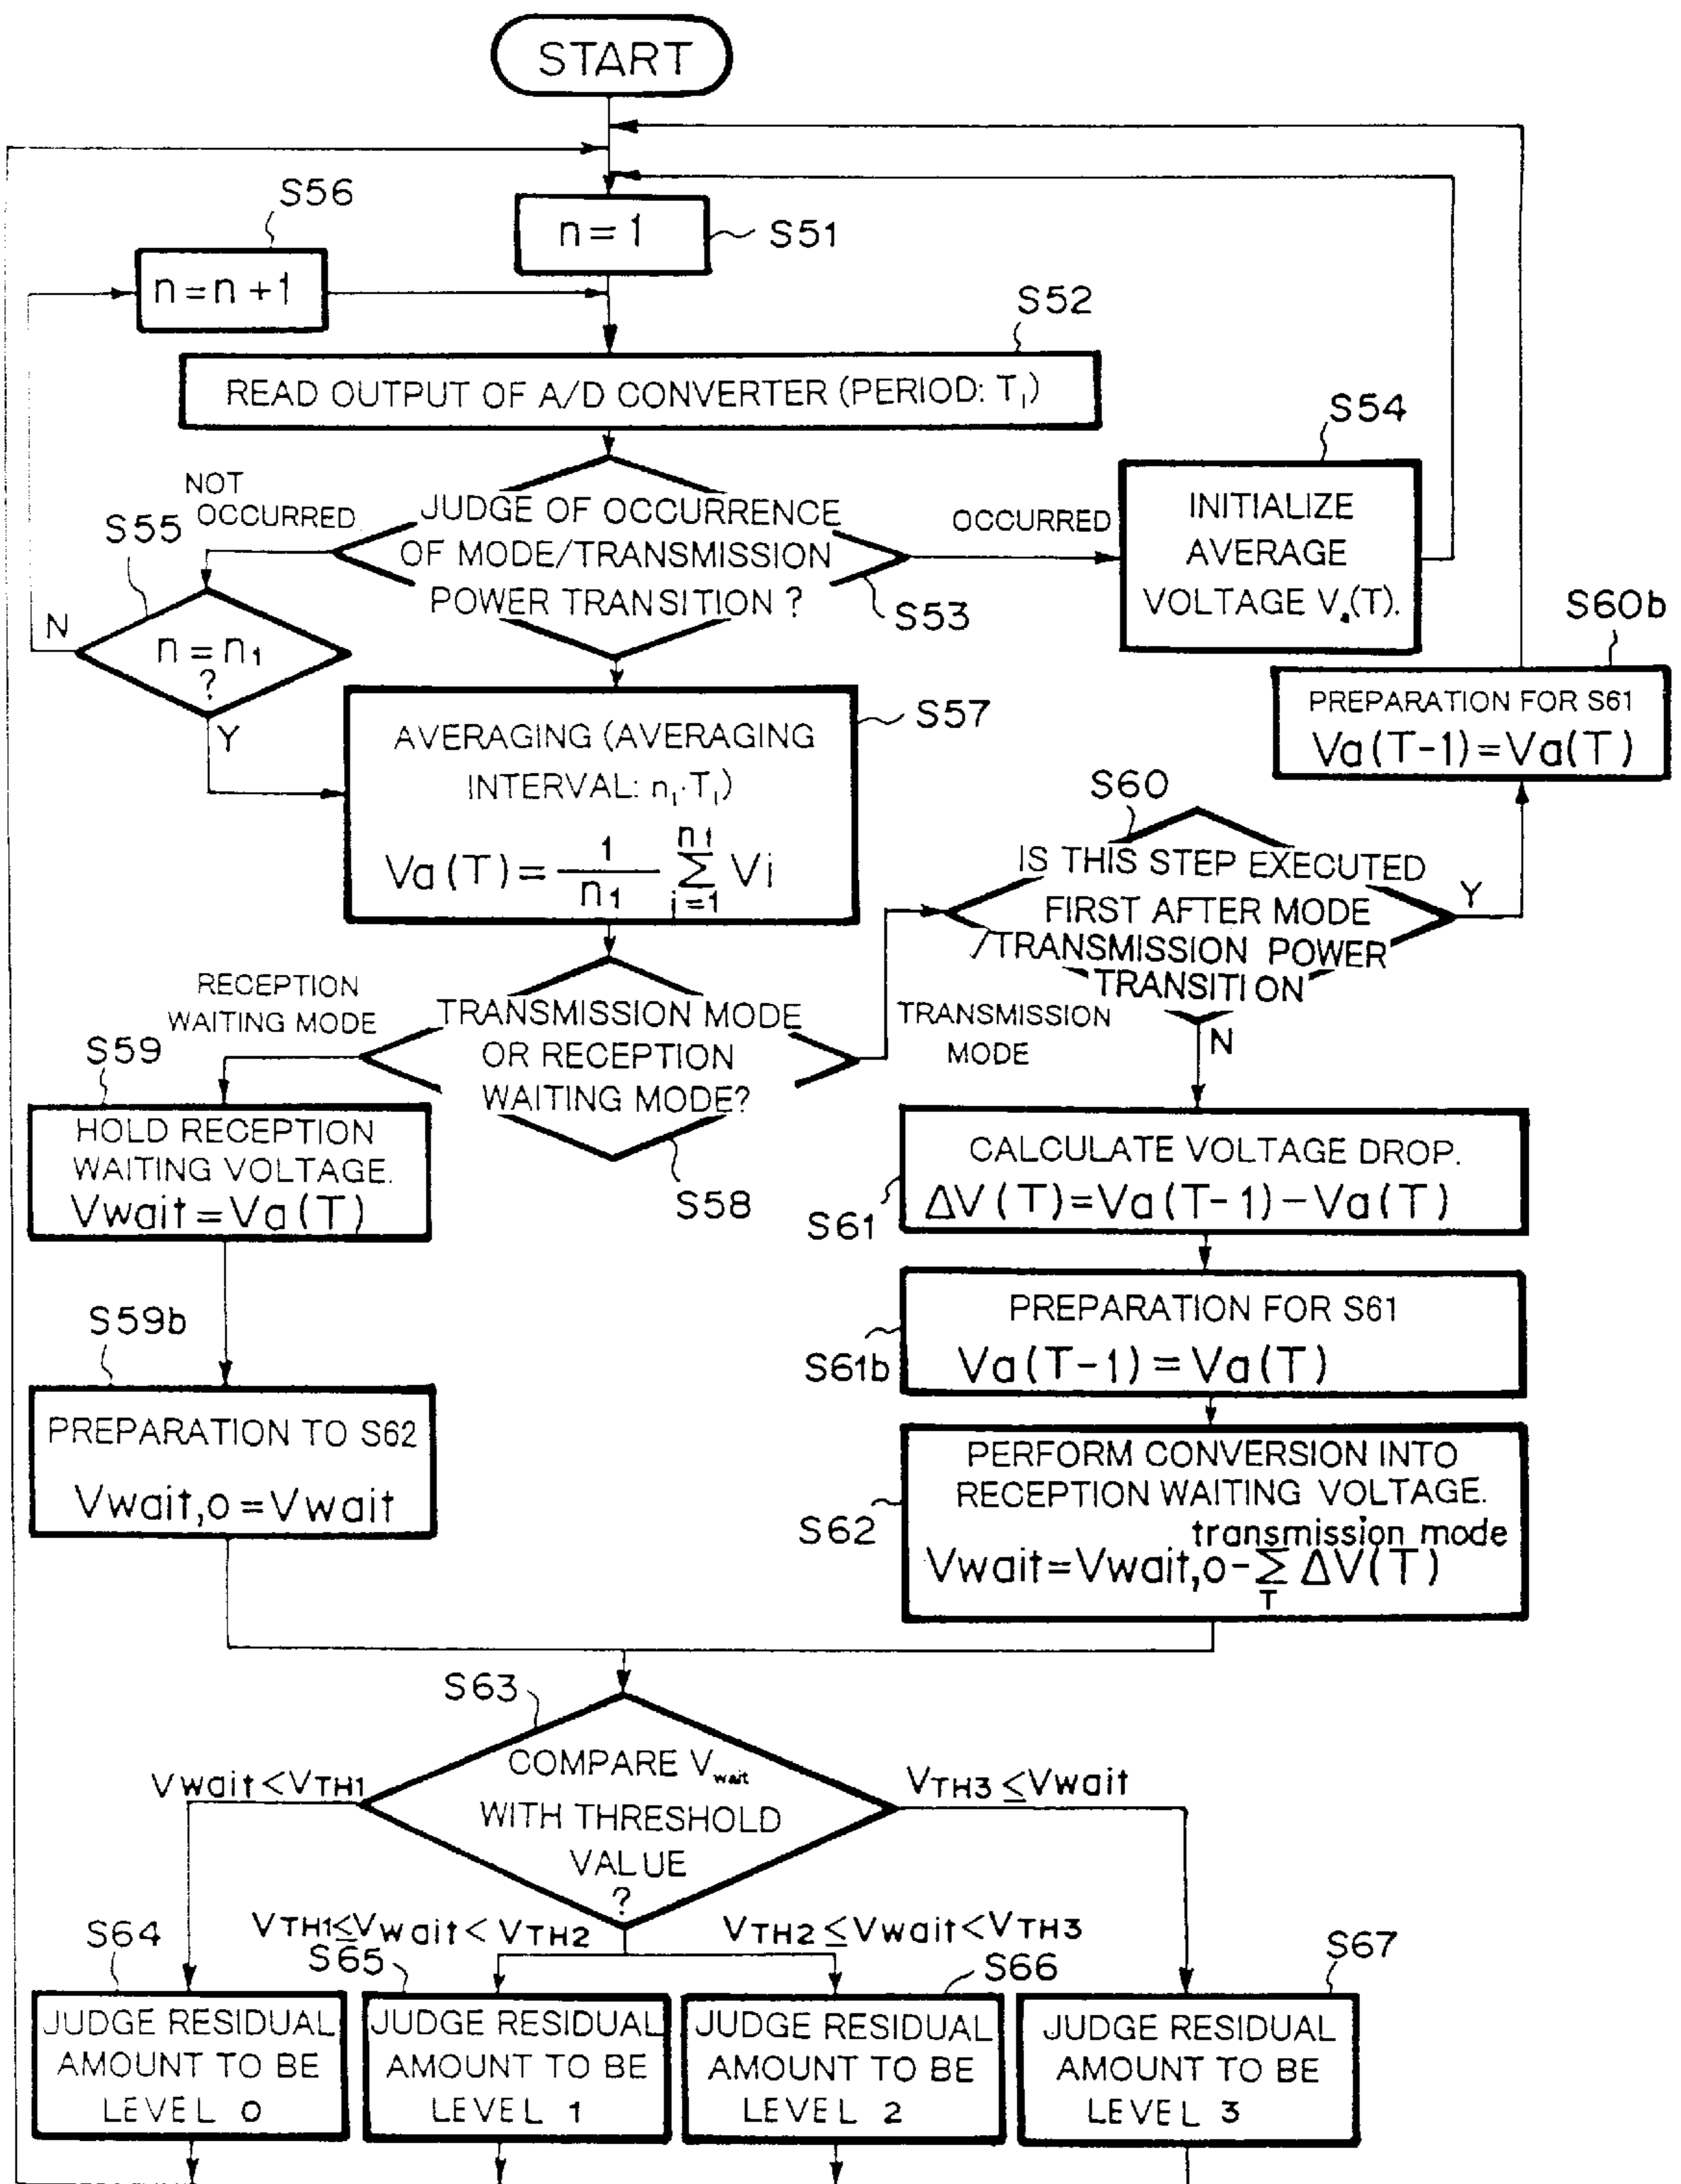 START
S56
n = 1
S51
n = n + 1
S52
READ OUTPUT OF A/D CONVERTER (PERIOD: T₁)
S54
NOT
OCCURRED
S55
JUDGE OF OCCURRENCE
OF MODE/TRANSMISSION
POWER TRANSITION ?
OCCURRED
S53
INITIALIZE
AVERAGE
VOLTAGE Vₐ(T).
S60b
N
n = n₁
?
Y
PREPARATION FOR S61
Va(T-1)=Va(T)
S57
AVERAGING (AVERAGING
INTERVAL: n₁·T₁)
Va(T) = 1/n₁ Σ Vi
n1
i=1
S60
IS THIS STEP EXECUTED
FIRST AFTER MODE
/TRANSMISSION POWER
TRANSITION
Y
N
RECEPTION
WAITING MODE
TRANSMISSION MODE
OR RECEPTION
WAITING MODE?
TRANSMISSION
MODE
S58
S59
HOLD RECEPTION
WAITING VOLTAGE.
Vwait = Va(T)
CALCULATE VOLTAGE DROP.
ΔV(T)=Va(T-1)-Va(T)
S61
S59b
PREPARATION TO S62
Vwait,o = Vwait
PREPARATION FOR S61
Va(T-1) = Va(T)
S61b
PERFORM CONVERSION INTO
RECEPTION WAITING VOLTAGE.
transmission mode
Vwait=Vwait,o-Σ ΔV(T)
T
S62
S63
COMPARE Vwait
WITH THRESHOLD
VALUE
?
Vwait<VTH1
VTH3≤Vwait
VTH1≤Vwait<VTH2
VTH2≤Vwait<VTH3
S64
JUDGE RESIDUAL
AMOUNT TO BE
LEVEL 0
S65
JUDGE RESIDUAL
AMOUNT TO BE
LEVEL 1
S66
JUDGE RESIDUAL
AMOUNT TO BE
LEVEL 2
S67
JUDGE RESIDUAL
AMOUNT TO BE
LEVEL 3